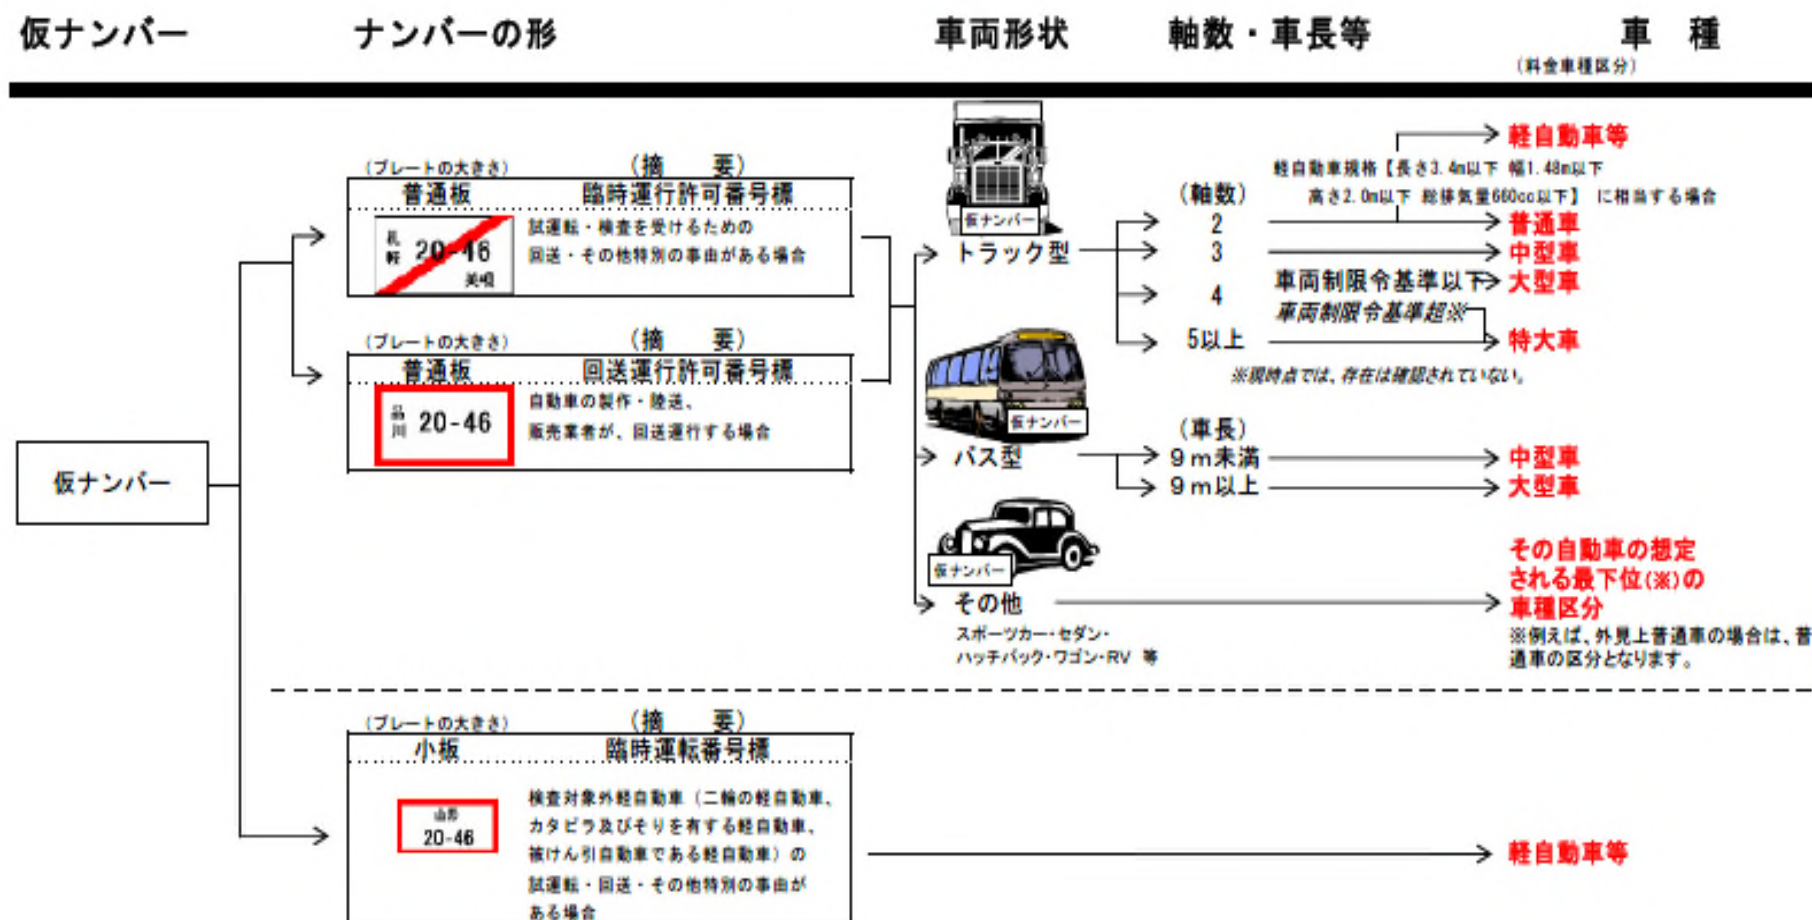 仮ナンバー　ナンバーの形　車両形状　軸数・車長等　車　種
(料金車種区分)
仮ナンバー
(プレートの大きさ)　(摘　要)
普通板　臨時運行許可番号標
札軽
20-46
美唄
試運転・検査を受けるための
回送・その他特別の事由がある場合
(プレートの大きさ)　(摘　要)
普通板　回送運行許可番号標
品川
20-46
自動車の製作・陸送、
販売業者が、回送運行する場合
仮ナンバー
トラック型
(軸数)
2
3
4
5以上
軽自動車等
軽自動車規格【長さ3.4m以下 幅1.48m以下
高さ2.0m以下 総排気量660cc以下】 に相当する場合
普通車
中型車
車両制限令基準以下
大型車
車両制限令基準超※
特大車
※現時点では、存在は確認されていない。
仮ナンバー
バス型
(車長)
9m未満
中型車
9m以上
大型車
仮ナンバー
その他
スポーツカー・セダン・
ハッチバック・ワゴン・RV 等
その自動車の想定
される最下位(※)の
車種区分
※例えば、外見上普通車の場合は、普
通車の区分となります。
(プレートの大きさ)　(摘　要)
小板　臨時運転番号標
山形
20-46
検査対象外軽自動車（二輪の軽自動車、
カタピラ及びそりを有する軽自動車、
被けん引自動車である軽自動車）の
試運転・回送・その他特別の事由が
ある場合
軽自動車等